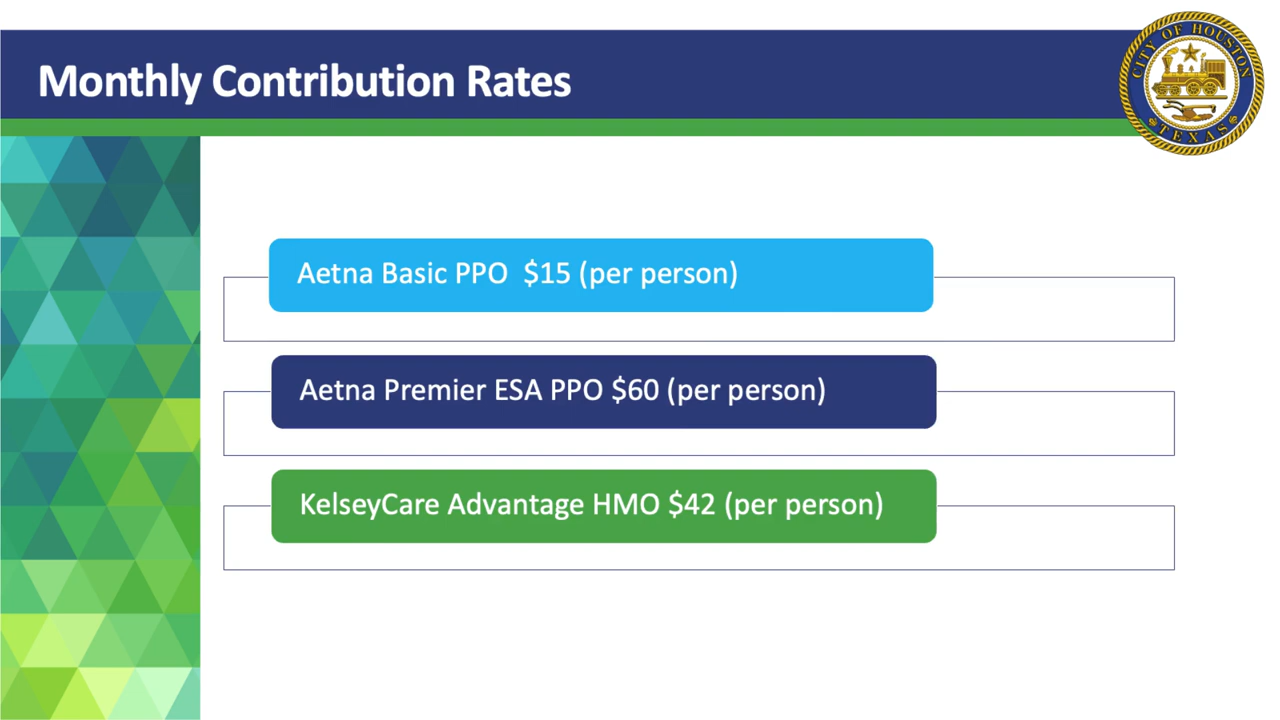 Monthly Contribution Rates
CITY OF HOUSTON
TEXAS
Aetna Basic PPO  $15 (per person)
Aetna Premier ESA PPO $60 (per person)
KelseyCare Advantage HMO $42 (per person)